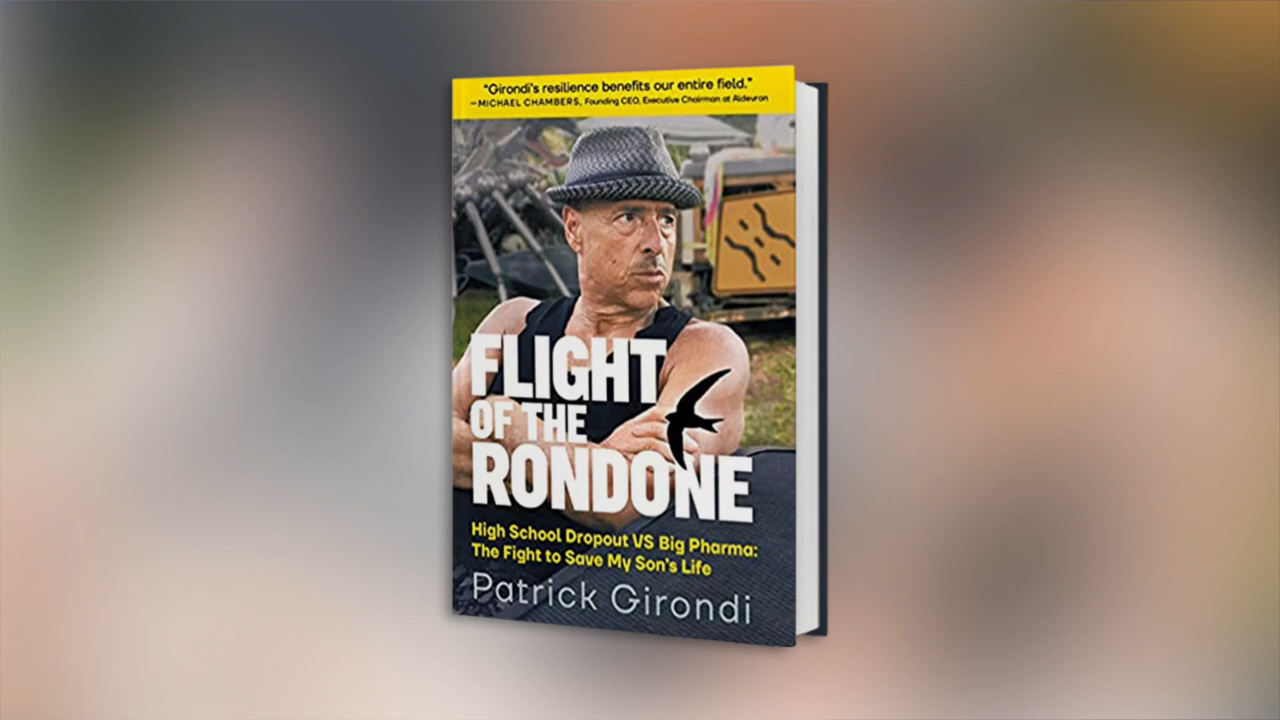 "Girondi's resilience benefits our entire field."
—MICHAEL CHAMBERS, Founding CEO, Executive Chairman at Aldevron
FLIGHT
OF THE
RONDONE
High School Dropout VS Big Pharma:
The Fight to Save My Son's Life
Patrick Girondi